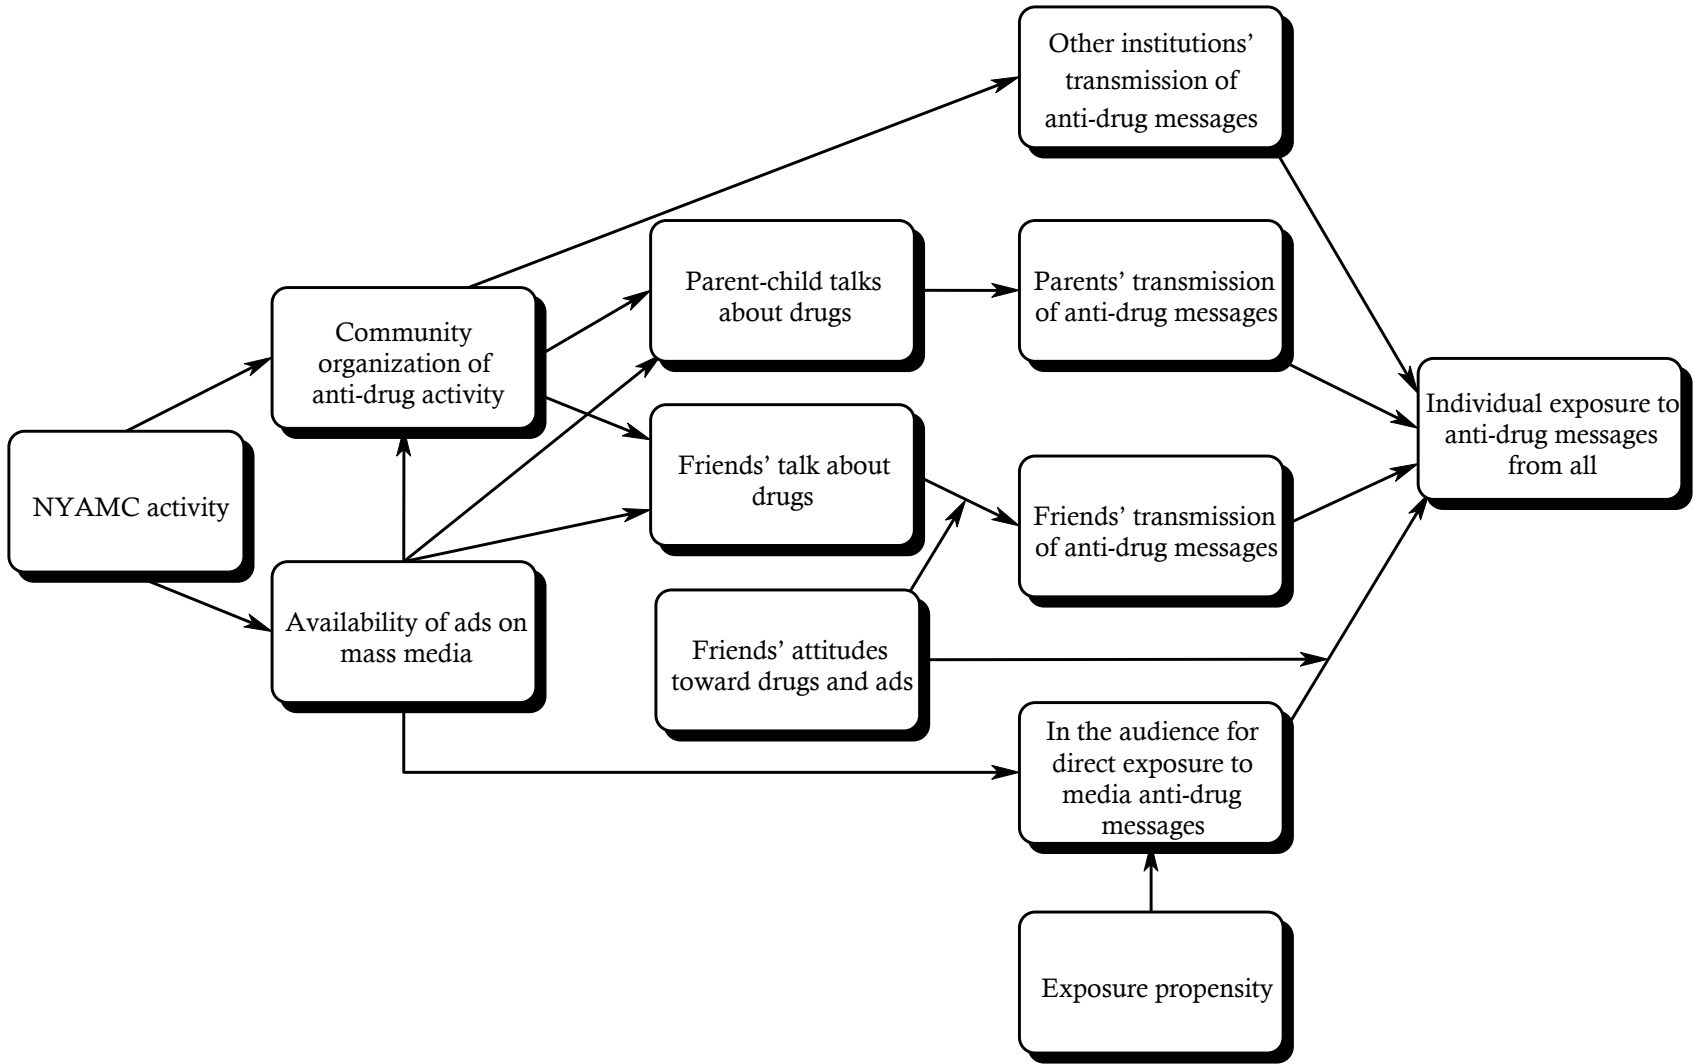 Other institutions’
transmission of
anti-drug messages
Parent-child talks
about drugs
Parents’ transmission
of anti-drug messages
Community
organization of
anti-drug activity
Individual exposure to
anti-drug messages
from all
Friends’ talk about
drugs
NYAMC activity
Friends’ transmission
of anti-drug messages
Availability of ads on
mass media
Friends’ attitudes
toward drugs and ads
In the audience for
direct exposure to
media anti-drug
messages
Exposure propensity